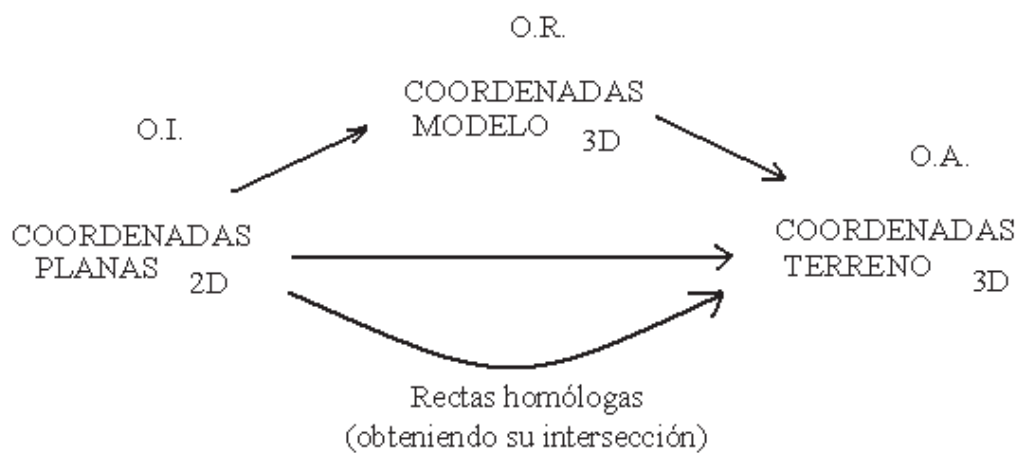 O.R.
COORDENADAS
MODELO 3D
O.I.
O.A.
COORDENADAS
PLANAS 2D
COORDENADAS
TERRENO 3D
Rectas homólogas
(obteniendo su intersección)